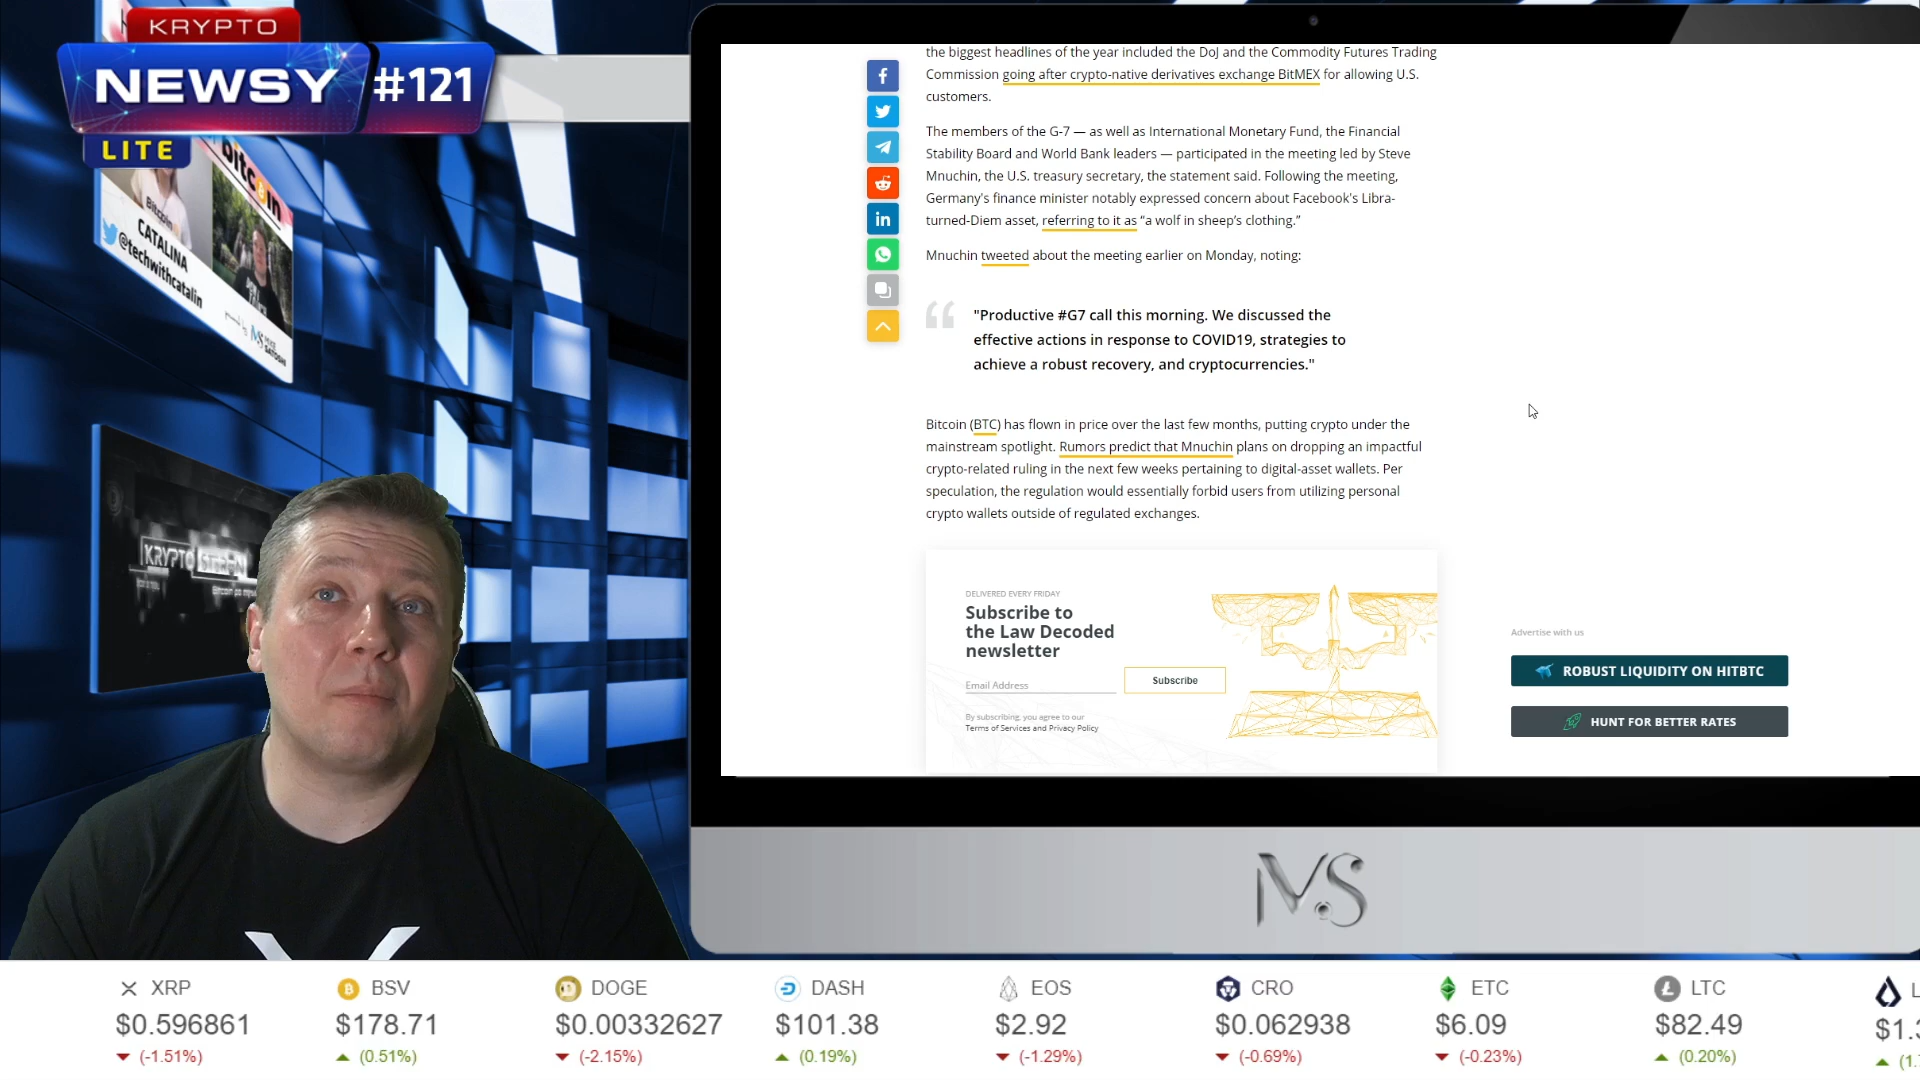 KRYPTO
NEWSY #121
LITE
bitcoin
Bitcoin
CATALINA
@techwithcatalin
KRYPTO
the biggest headlines of the year included the DoJ and the Commodity Futures Trading
Commission going after crypto-native derivatives exchange BitMEX for allowing U.S.
customers.
The members of the G-7 — as well as International Monetary Fund, the Financial
Stability Board and World Bank leaders — participated in the meeting led by Steve
Mnuchin, the U.S. treasury secretary, the statement said. Following the meeting,
Germany's finance minister notably expressed concern about Facebook's Libra-
turned-Diem asset, referring to it as “a wolf in sheep’s clothing.”
Mnuchin tweeted about the meeting earlier on Monday, noting:
"Productive #G7 call this morning. We discussed the
effective actions in response to COVID19, strategies to
achieve a robust recovery, and cryptocurrencies."
Bitcoin (BTC) has flown in price over the last few months, putting crypto under the
mainstream spotlight. Rumors predict that Mnuchin plans on dropping an impactful
crypto-related ruling in the next few weeks pertaining to digital-asset wallets. Per
speculation, the regulation would essentially forbid users from utilizing personal
crypto wallets outside of regulated exchanges.
DELIVERED EVERY FRIDAY
Subscribe to
the Law Decoded
newsletter
Email Address
Subscribe
By subscribing, you agree to our
Terms of Services and Privacy Policy
Advertise with us
ROBUST LIQUIDITY ON HITBTC
HUNT FOR BETTER RATES
MS
XRP BSV DOGE DASH EOS CRO ETC LTC L
$0.596861 $178.71 $0.00332627 $101.38 $2.92 $0.062938 $6.09 $82.49 $1.
(-1.51%) (0.51%) (-2.15%) (0.19%) (-1.29%) (-0.69%) (-0.23%) (0.20%) (1.